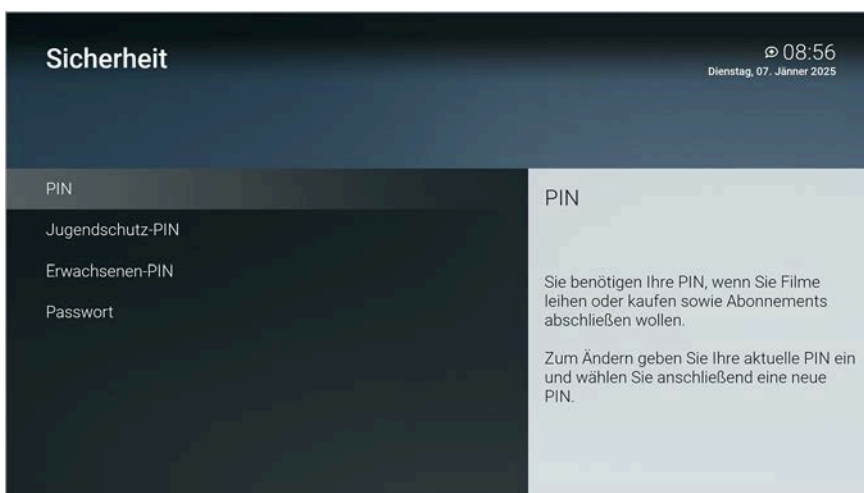 Sicherheit
08:56
Dienstag, 07. Jänner 2025
PIN
Jugendschutz-PIN
Erwachsenen-PIN
Passwort
PIN
Sie benötigen Ihre PIN, wenn Sie Filme
leihen oder kaufen sowie Abonnements
abschließen wollen.
Zum Ändern geben Sie Ihre aktuelle PIN ein
und wählen Sie anschließend eine neue
PIN.